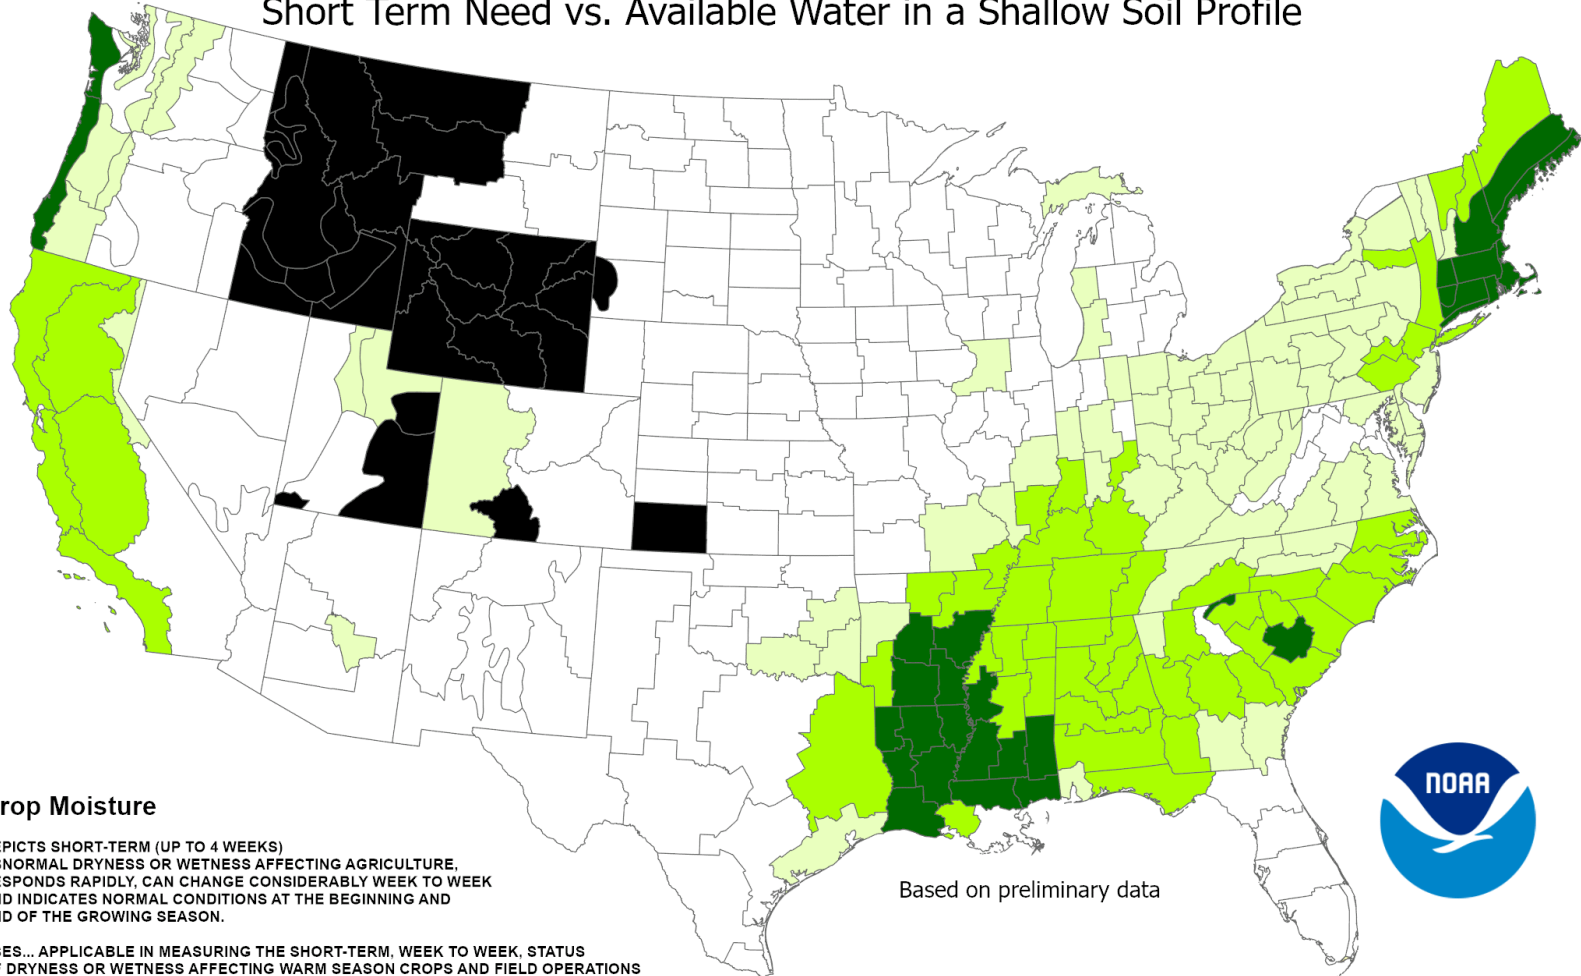 Short Term Need vs. Available Water in a Shallow Soil Profile
rop Moisture
EPICTS SHORT-TERM (UP TO 4 WEEKS)
BNORMAL DRYNESS OR WETNESS AFFECTING AGRICULTURE,
ESPONDS RAPIDLY, CAN CHANGE CONSIDERABLY WEEK TO WEEK
ND INDICATES NORMAL CONDITIONS AT THE BEGINNING AND
ND OF THE GROWING SEASON.
SES... APPLICABLE IN MEASURING THE SHORT-TERM, WEEK TO WEEK, STATUS
F DRYNESS OR WETNESS AFFECTING WARM SEASON CROPS AND FIELD OPERATIONS
Based on preliminary data
NOAA